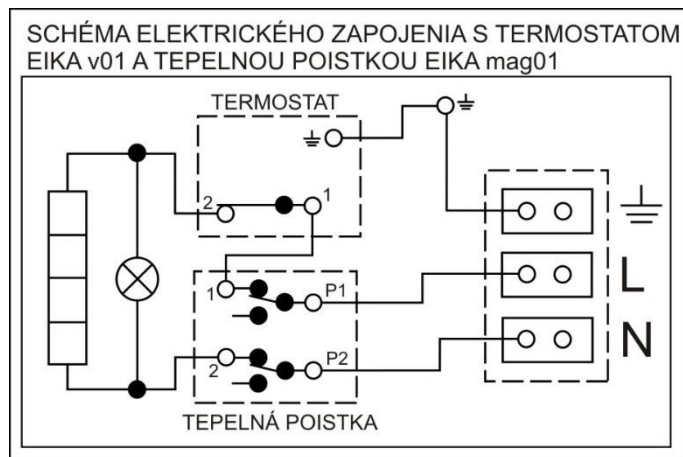 SCHÉMA ELEKTRICKÉHO ZAPOJENIA S TERMOSTATOM
EIKA v01 A TEPELNOU POISTKOU EIKA mag01
TERMOSTAT
2
1
1
P1
L
2
P2
N
TEPELNÁ POISTKA